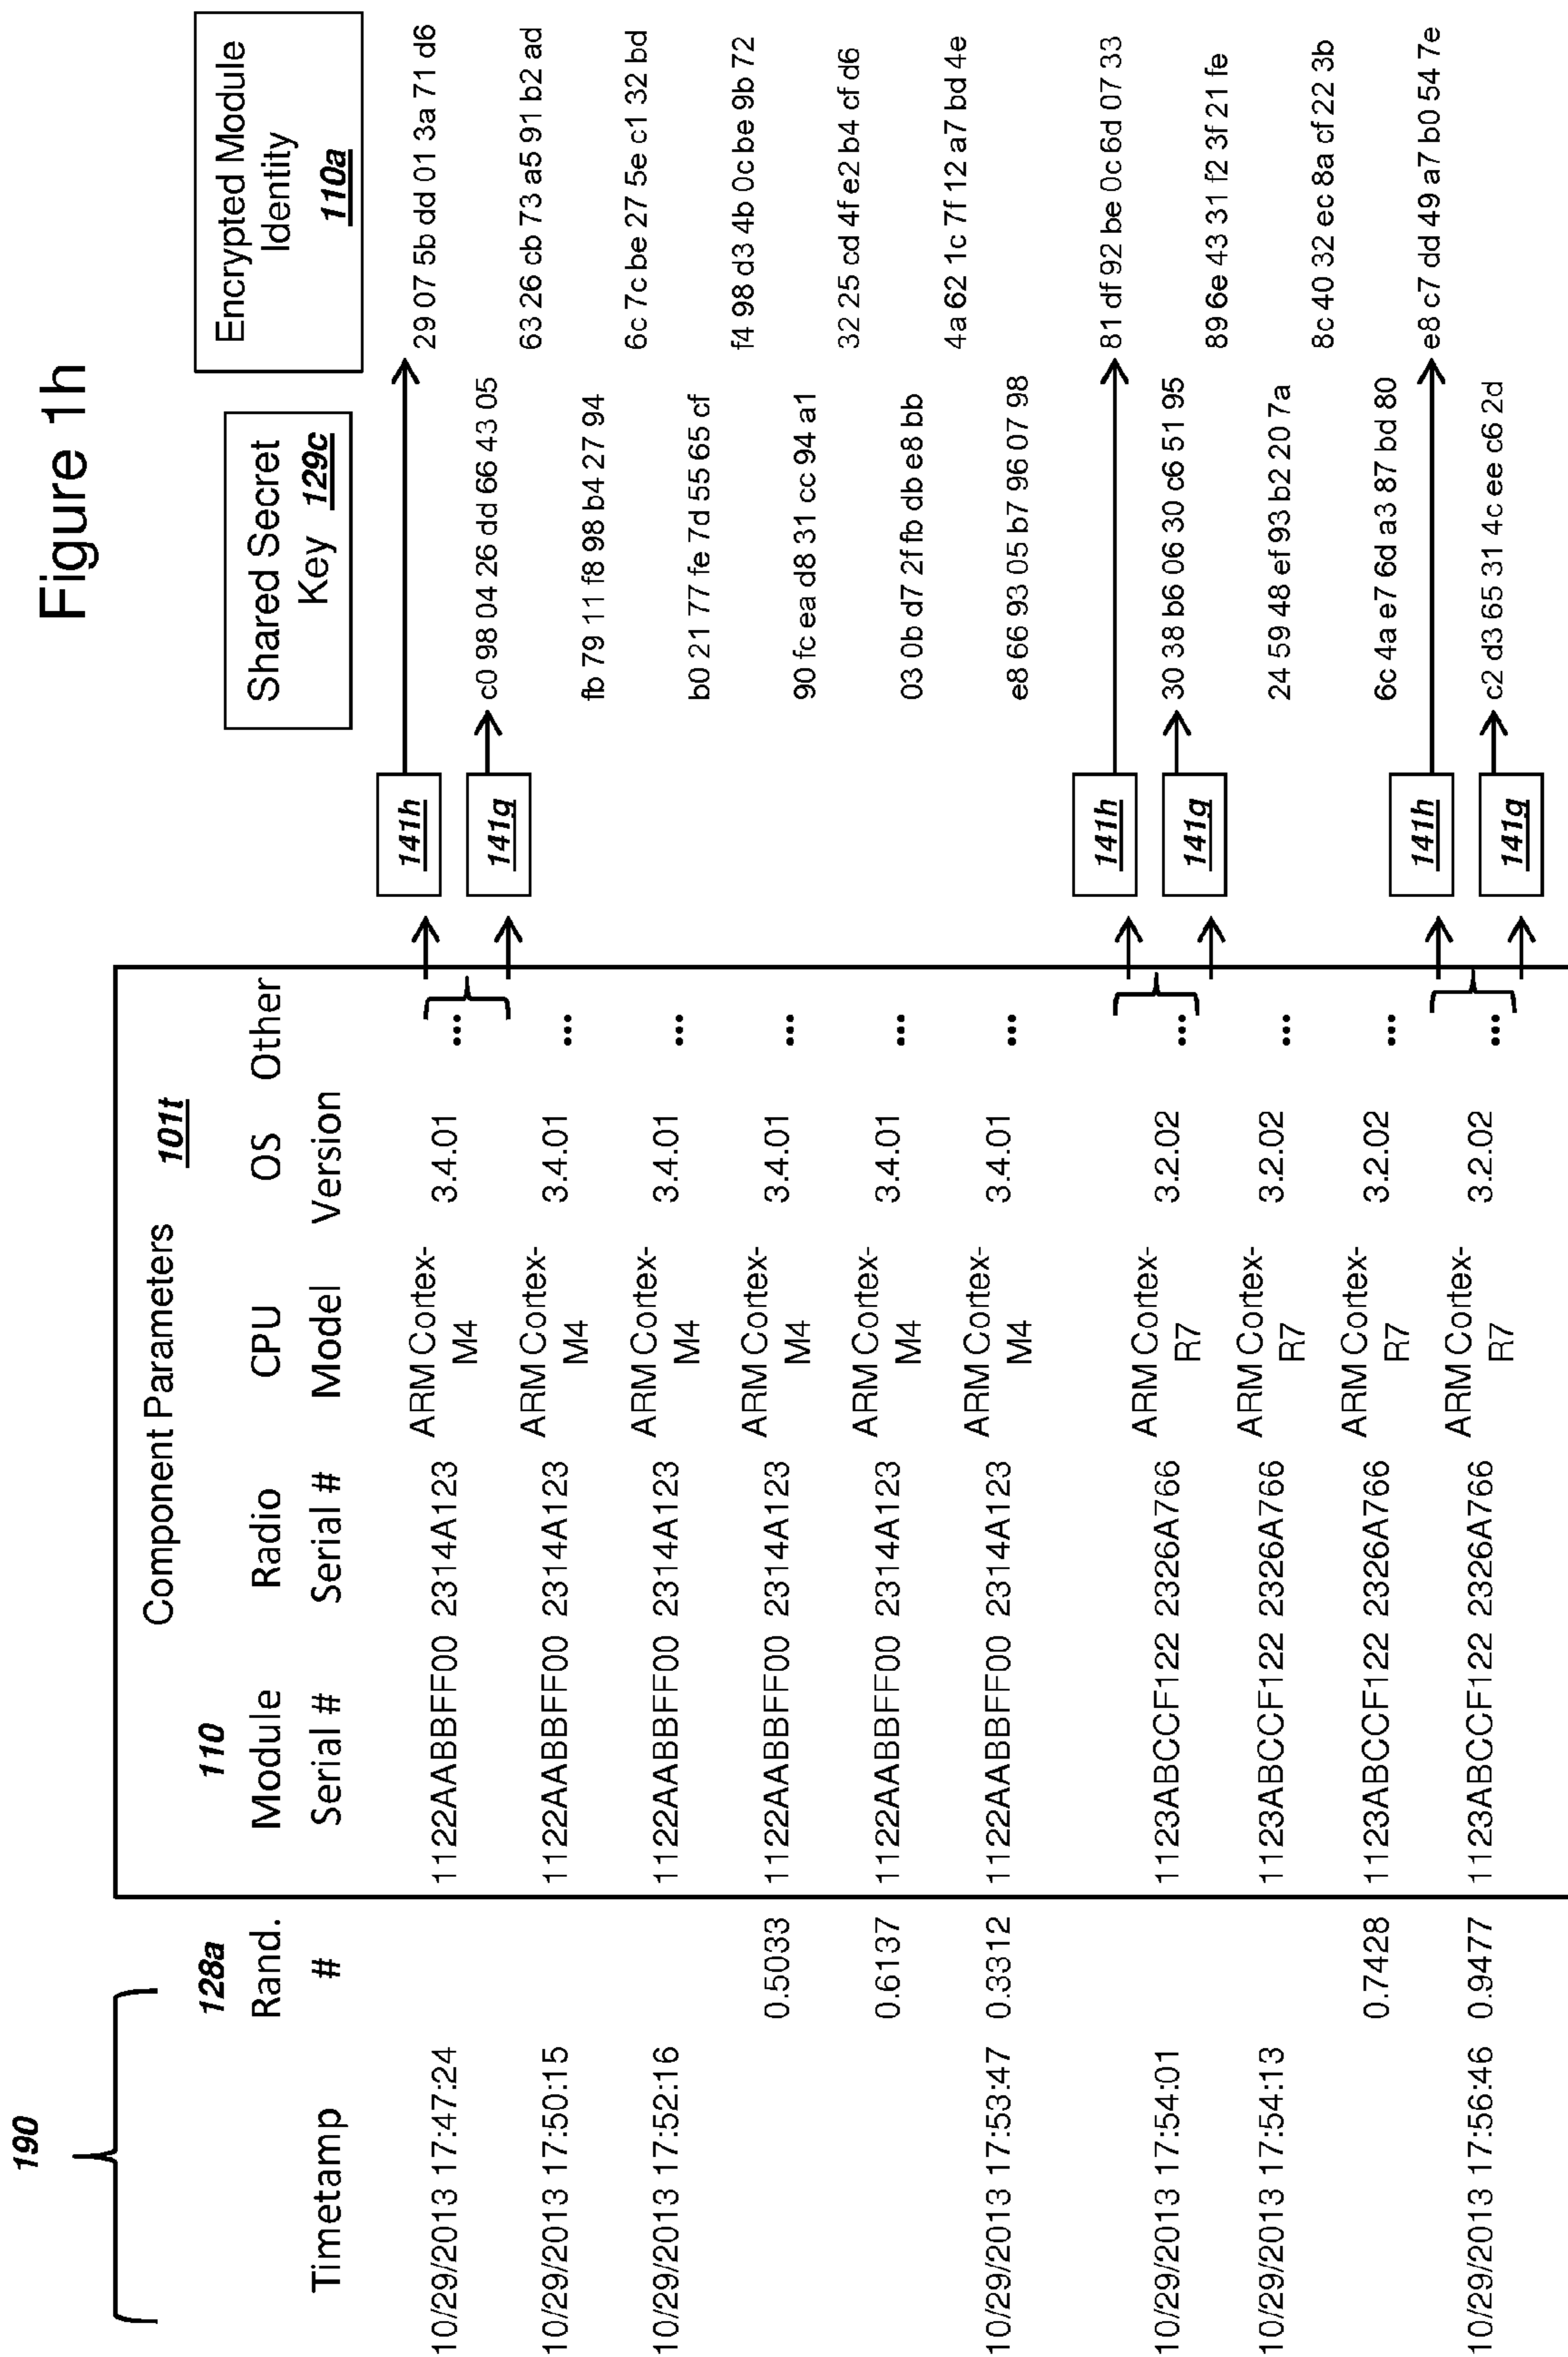 Figure 1h
190
Component Parameters 101t
128a 110
Shared Secret Key 129c
Encrypted Module Identity 110a
Timetamp Rand. # Module Serial # Radio Serial # CPU Model OS Version Other
10/29/2013 17:47:24 1122AABBFF00 2314A123 ARM Cortex-M4 3.4.01 ...
141h 29 07 5b dd 01 3a 71 d6
141g c0 98 04 26 dd 66 43 05
10/29/2013 17:50:15 1122AABBFF00 2314A123 ARM Cortex-M4 3.4.01 ...
63 26 cb 73 a5 91 b2 ad
fb 79 11 f8 98 b4 27 94
10/29/2013 17:52:16 1122AABBFF00 2314A123 ARM Cortex-M4 3.4.01 ...
6c 7c be 27 5e c1 32 bd
b0 21 77 fe 7d 55 65 cf
0.5033 1122AABBFF00 2314A123 ARM Cortex-M4 3.4.01 ...
f4 98 d3 4b 0c be 9b 72
90 fc ea d8 31 cc 94 a1
0.6137 1122AABBFF00 2314A123 ARM Cortex-M4 3.4.01 ...
32 25 cd 4f e2 b4 cf d6
03 0b d7 2f fb db e8 bb
10/29/2013 17:53:47 0.3312 1122AABBFF00 2314A123 ARM Cortex-M4 3.4.01 ...
4a 62 1c 7f 12 a7 bd 4e
e8 66 93 05 b7 96 07 98
10/29/2013 17:54:01 1123ABCCF122 2326A766 ARM Cortex-R7 3.2.02 ...
141h 81 df 92 be 0c 6d 07 33
141g 30 38 b6 06 30 c6 51 95
10/29/2013 17:54:13 1123ABCCF122 2326A766 ARM Cortex-R7 3.2.02 ...
89 6e 43 31 f2 3f 21 fe
24 59 48 ef 93 b2 20 7a
0.7428 1123ABCCF122 2326A766 ARM Cortex-R7 3.2.02 ...
8c 40 32 ec 8a cf 22 3b
6c 4a e7 6d a3 87 bd 80
10/29/2013 17:56:46 0.9477 1123ABCCF122 2326A766 ARM Cortex-R7 3.2.02 ...
141h e8 c7 dd 49 a7 b0 54 7e
141g c2 d3 65 31 4c ee c6 2d